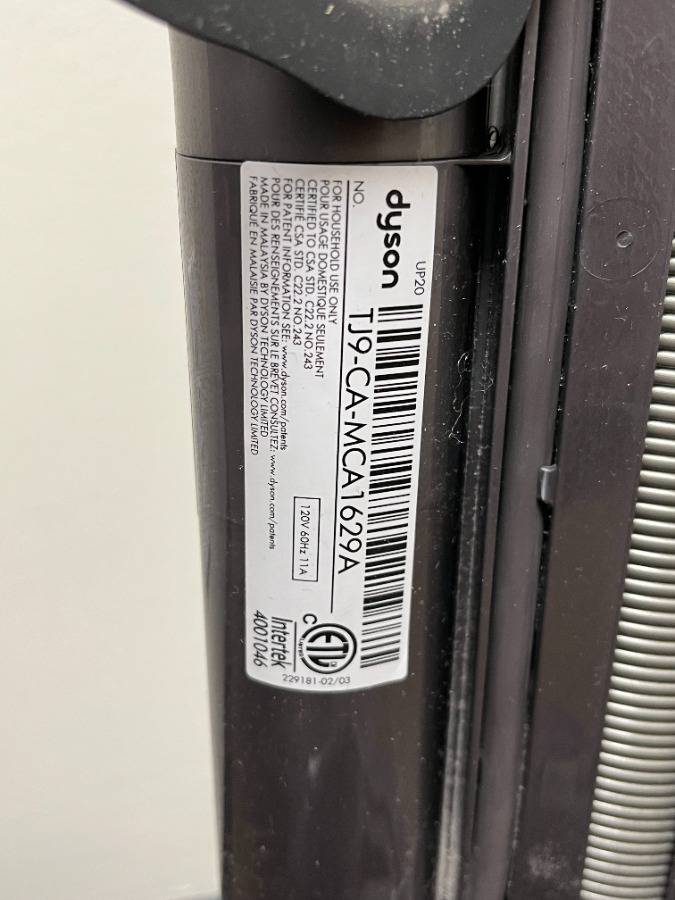 dyson
UP20
NO.
TJ9-CA-MCA1629A
FOR HOUSEHOLD USE ONLY
POUR USAGE DOMESTIQUE SEULEMENT
CERTIFIED TO CSA STD. C22.2 NO.243
CERTIFIÉ CSA STD. C22.2 NO.243
FOR PATENT INFORMATION SEE: www.dyson.com/patents
POUR DES RENSEIGNEMENTS SUR LE BREVET CONSULTEZ: www.dyson.com/patents
MADE IN MALAYSIA BY DYSON TECHNOLOGY LIMITED
FABRIQUÉ EN MALAISIE PAR DYSON TECHNOLOGY LIMITED
120V 60Hz 11A
C
ETL
LISTED
Intertek
4001046
229181-02/03